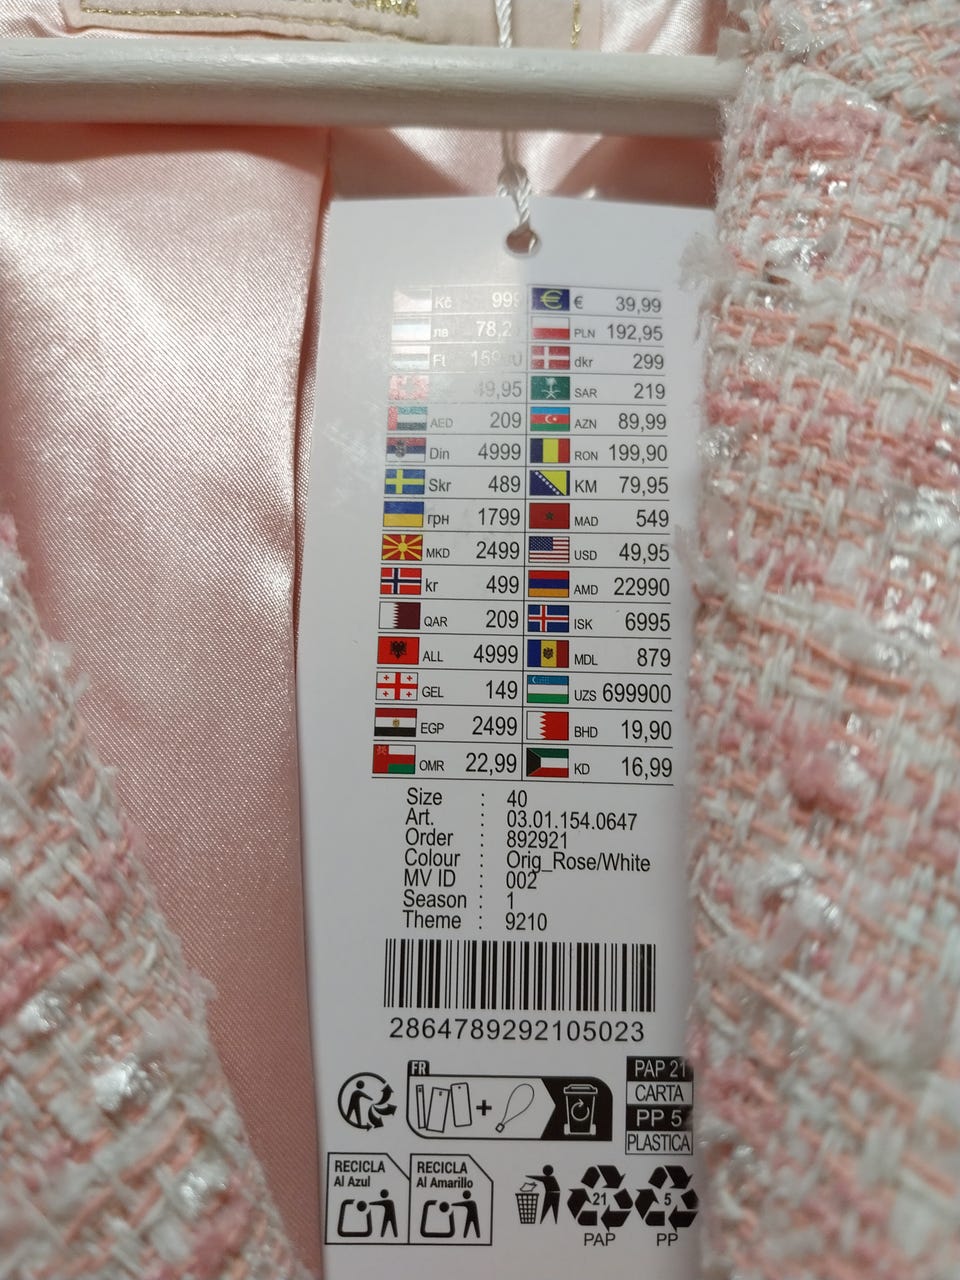 CHINA
Kč 999 € 39,99
лв PLN 192,95
Ft dkr 299
49,95 SAR 219
AED 209 AZN 89,99
Din 4999 RON 199,90
Skr 489 KM 79,95
грн 1799 MAD 549
MKD 2499 USD 49,95
kr 499 AMD 22990
QAR 209 ISK 6995
ALL 4999 MDL 879
GEL 149 UZS 699900
EGP 2499 BHD 19,90
OMR 22,99 KD 16,99
Size : 40
Art. : 03.01.154.0647
Order : 892921
Colour : Orig_Rose/White
MV ID : 002
Season : 1
Theme : 9210
2864789292105023
FR
+
PAP 21
CARTA
PP 5
PLASTICA
RECICLA
Al Azul
RECICLA
Al Amarillo
21
PAP
5
PP